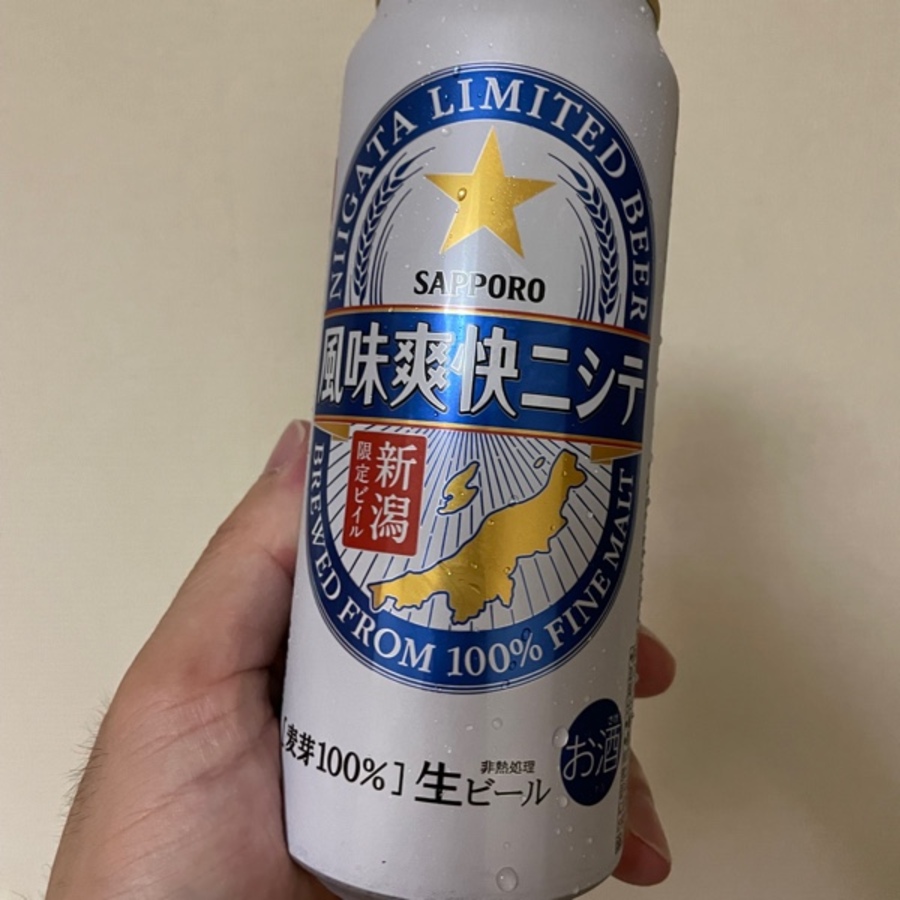 NIIGATA LIMITED BEER
SAPPORO
風味爽快ニシテ
新潟
限定ビイル
BREWED FROM 100% FINE MALT
[麦芽100%]
非熱処理
生ビール
お酒